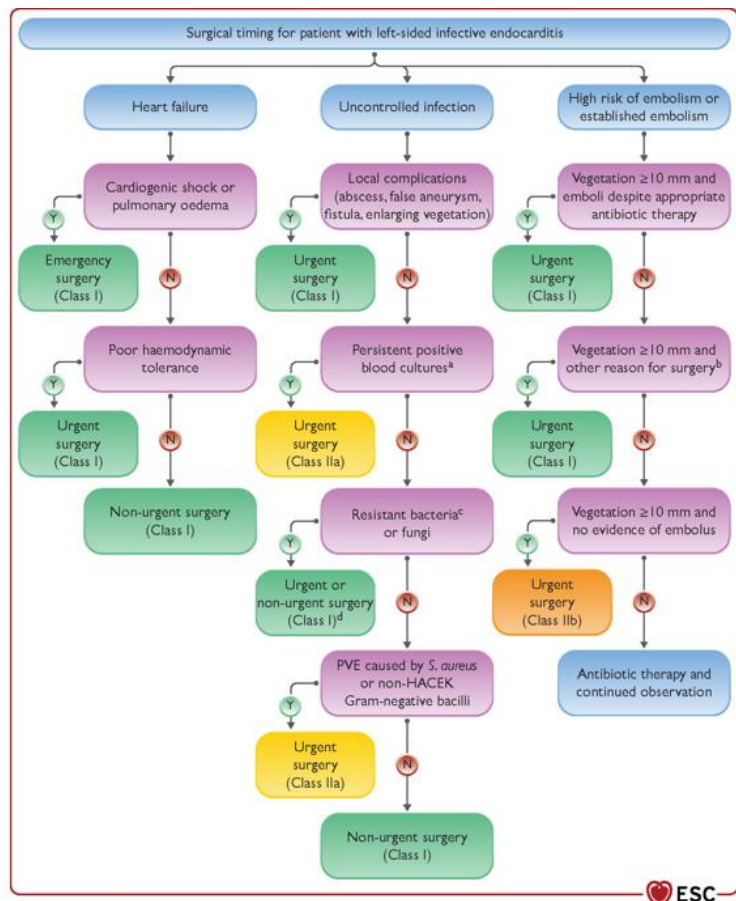 Surgical timing for patient with left-sided infective endocarditis
Heart failure
Cardiogenic shock or
pulmonary oedema
Y
N
Emergency
surgery
(Class I)
Poor haemodynamic
tolerance
Y
N
Urgent
surgery
(Class I)
Non-urgent surgery
(Class I)
Uncontrolled infection
Local complications
(abscess, false aneurysm,
fistula, enlarging vegetation)
Y
N
Urgent
surgery
(Class I)
Persistent positive
blood culturesᵃ
Y
N
Urgent
surgery
(Class IIa)
Resistant bacteriaᶜ
or fungi
Y
N
Urgent or
non-urgent surgery
(Class I)ᵈ
PVE caused by S. aureus
or non-HACEK
Gram-negative bacilli
Y
N
Urgent
surgery
(Class IIa)
Non-urgent surgery
(Class I)
High risk of embolism or
established embolism
Vegetation ≥10 mm and
emboli despite appropriate
antibiotic therapy
Y
N
Urgent
surgery
(Class I)
Vegetation ≥10 mm and
other reason for surgeryᵇ
Y
N
Urgent
surgery
(Class I)
Vegetation ≥10 mm and
no evidence of embolus
Y
N
Urgent
surgery
(Class IIb)
Antibiotic therapy and
continued observation
ESC